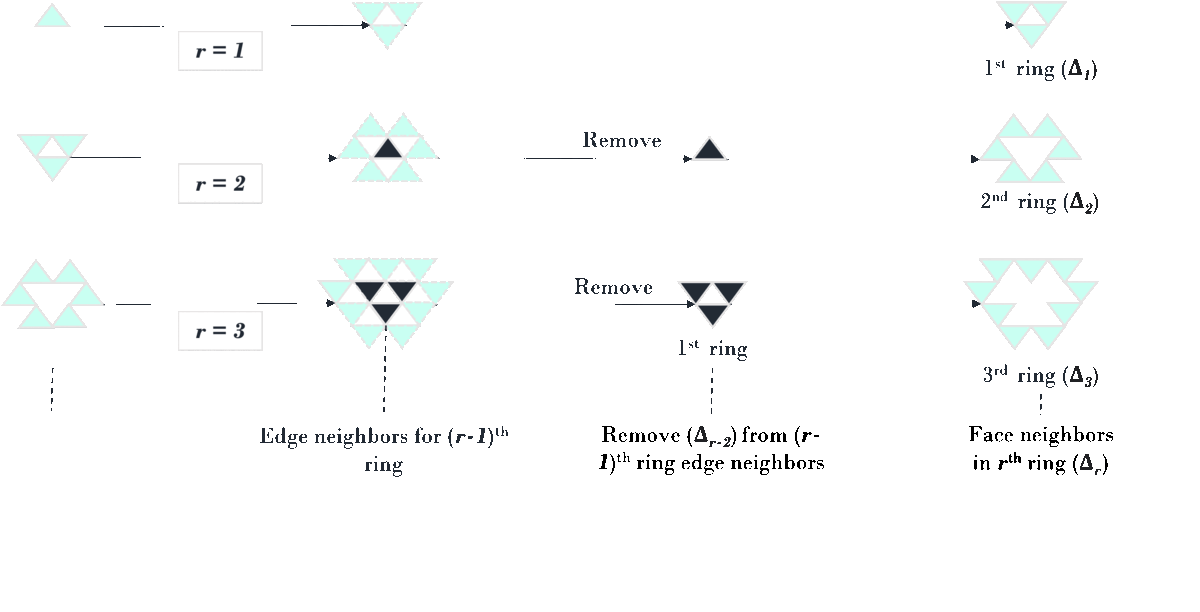 r = 1
1st ring (Δ1)
Remove
r = 2
2nd ring (Δ2)
Remove
r = 3
1st ring
3rd ring (Δ3)
Edge neighbors for (r-1)th
ring
Remove (Δr-2) from (r-
1)th ring edge neighbors
Face neighbors
in rth ring (Δr)